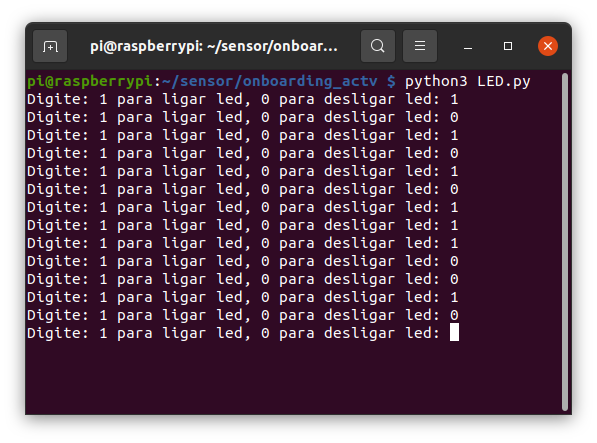 pi@raspberrypi: ~/sensor/onboar...
pi@raspberrypi:~/sensor/onboarding_actv $ python3 LED.py
Digite: 1 para ligar led, 0 para desligar led: 1
Digite: 1 para ligar led, 0 para desligar led: 0
Digite: 1 para ligar led, 0 para desligar led: 1
Digite: 1 para ligar led, 0 para desligar led: 0
Digite: 1 para ligar led, 0 para desligar led: 1
Digite: 1 para ligar led, 0 para desligar led: 0
Digite: 1 para ligar led, 0 para desligar led: 1
Digite: 1 para ligar led, 0 para desligar led: 1
Digite: 1 para ligar led, 0 para desligar led: 1
Digite: 1 para ligar led, 0 para desligar led: 0
Digite: 1 para ligar led, 0 para desligar led: 0
Digite: 1 para ligar led, 0 para desligar led: 1
Digite: 1 para ligar led, 0 para desligar led: 0
Digite: 1 para ligar led, 0 para desligar led: